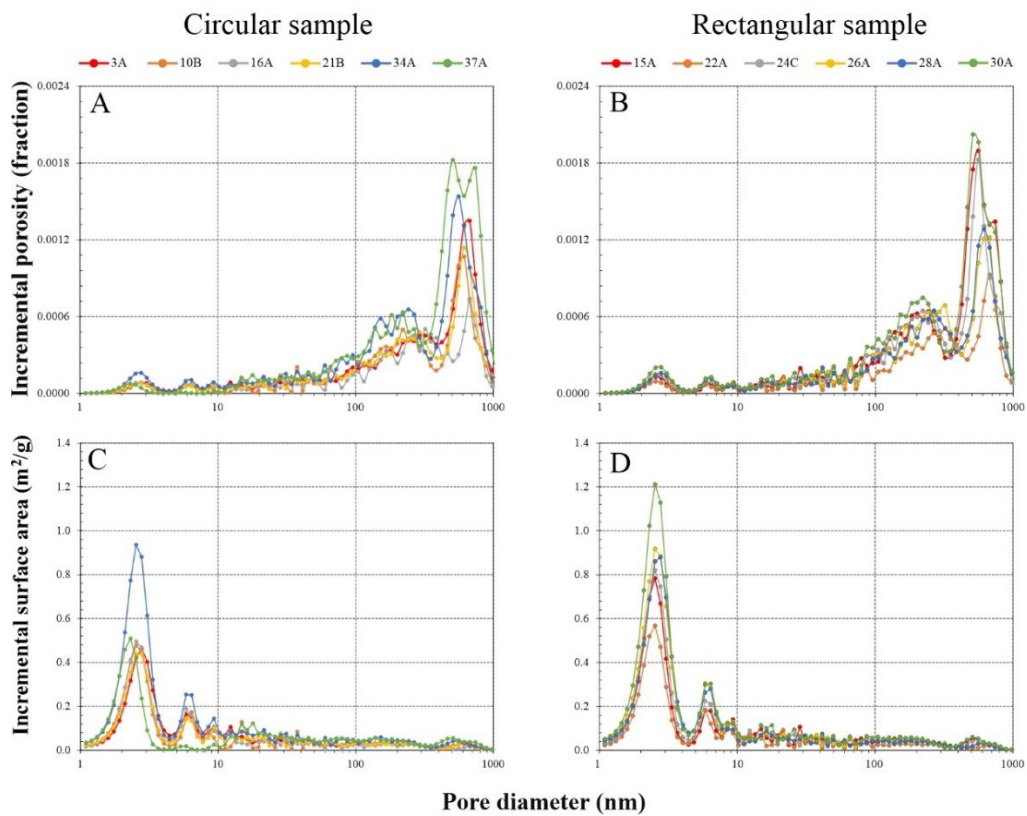 Circular sample
Rectangular sample
3A 10B 16A 21B 34A 37A
15A 22A 24C 26A 28A 30A
Incremental porosity (fraction)
A
0.0024
0.0018
0.0012
0.0006
0.0000
1 10 100 1000
B
0.0024
0.0018
0.0012
0.0006
0.0000
1 10 100 1000
Incremental surface area (m²/g)
C
1.4
1.2
1.0
0.8
0.6
0.4
0.2
0.0
1 10 100 1000
D
1.4
1.2
1.0
0.8
0.6
0.4
0.2
0.0
1 10 100 1000
Pore diameter (nm)